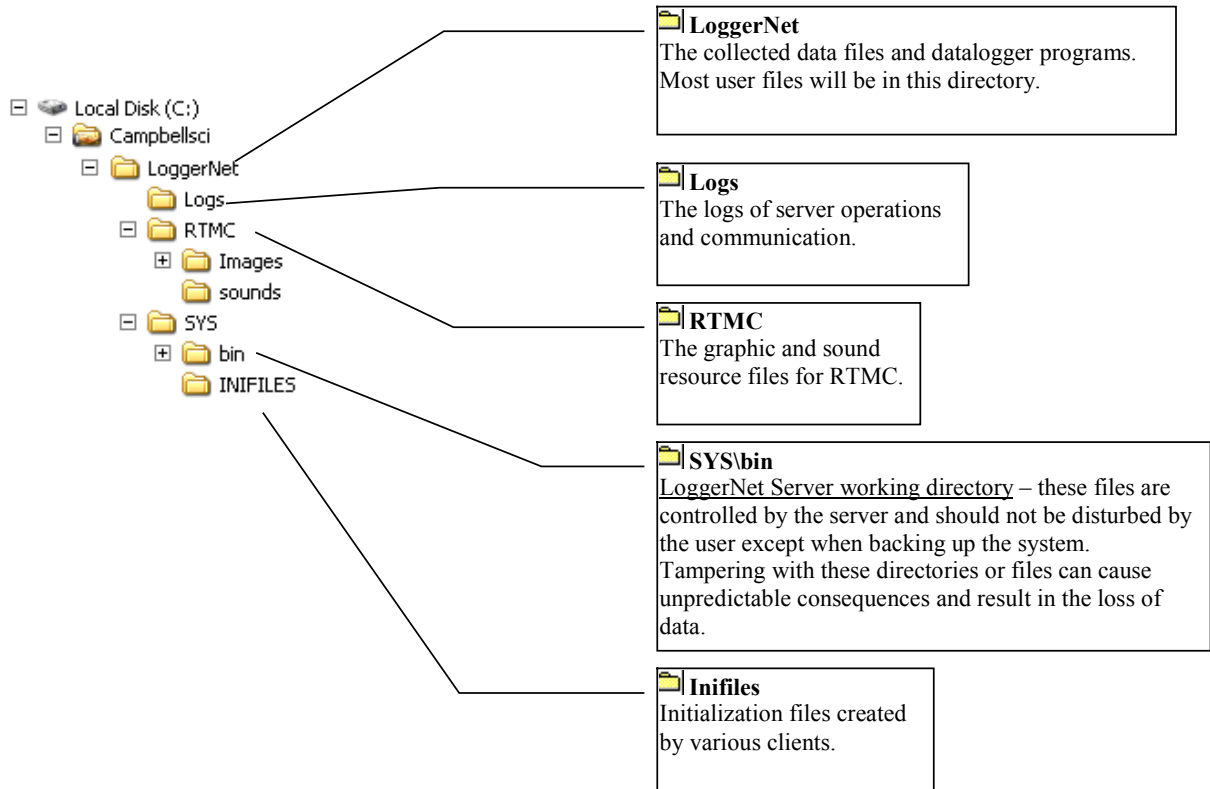 Local Disk (C:)
Campbellsci
LoggerNet
Logs
RTMC
Images
sounds
SYS
bin
INIFILES
LoggerNet
The collected data files and datalogger programs.
Most user files will be in this directory.
Logs
The logs of server operations
and communication.
RTMC
The graphic and sound
resource files for RTMC.
SYS\bin
LoggerNet Server working directory – these files are
controlled by the server and should not be disturbed by
the user except when backing up the system.
Tampering with these directories or files can cause
unpredictable consequences and result in the loss of
data.
Inifiles
Initialization files created
by various clients.